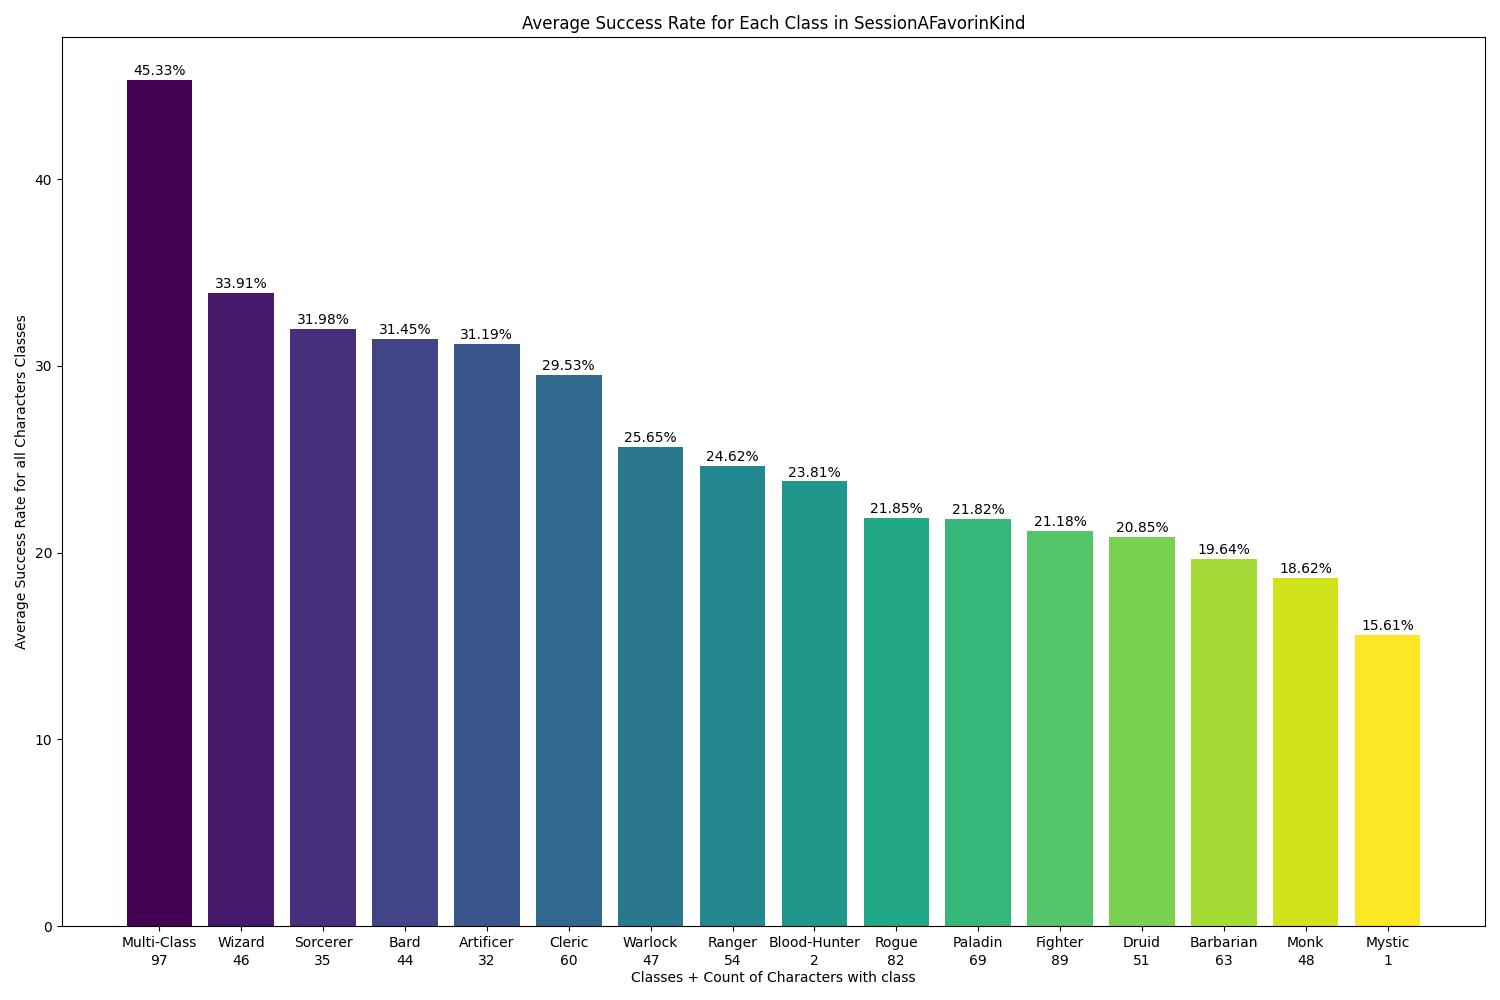 Average Success Rate for Each Class in SessionAFavorinKind
Average Success Rate for all Characters Classes
40
30
20
10
0
45.33%
33.91%
31.98%
31.45%
31.19%
29.53%
25.65%
24.62%
23.81%
21.85%
21.82%
21.18%
20.85%
19.64%
18.62%
15.61%
Multi-Class
97
Wizard
46
Sorcerer
35
Bard
44
Artificer
32
Cleric
60
Warlock
47
Ranger
54
Blood-Hunter
2
Rogue
82
Paladin
69
Fighter
89
Druid
51
Barbarian
63
Monk
48
Mystic
1
Classes + Count of Characters with class